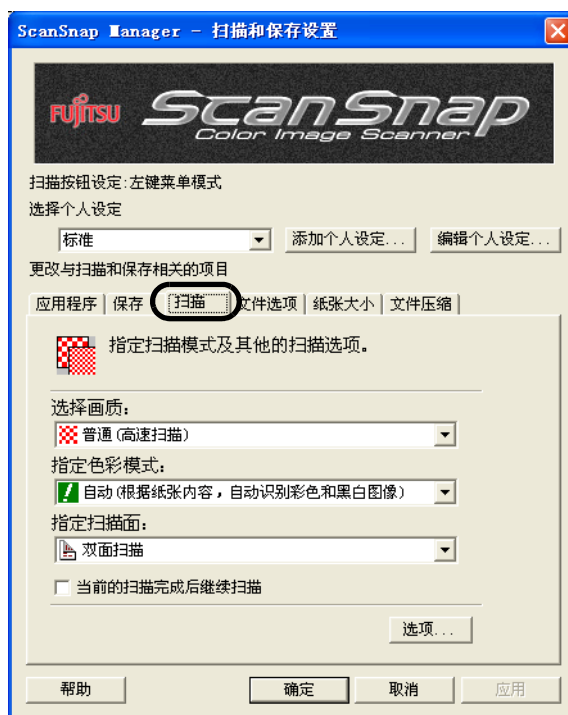 ScanSnap Manager - 扫描和保存设置
FUJITSU ScanSnap
Color Image Scanner
扫描按钮设定:左键菜单模式
选择个人设定
标准 添加个人设定... 编辑个人设定...
更改与扫描和保存相关的项目
应用程序 保存 扫描 文件选项 纸张大小 文件压缩
指定扫描模式及其他的扫描选项。
选择画质:
普通(高速扫描)
指定色彩模式:
自动(根据纸张内容，自动识别彩色和黑白图像)
指定扫描面:
双面扫描
当前的扫描完成后继续扫描
选项...
帮助 确定 取消 应用